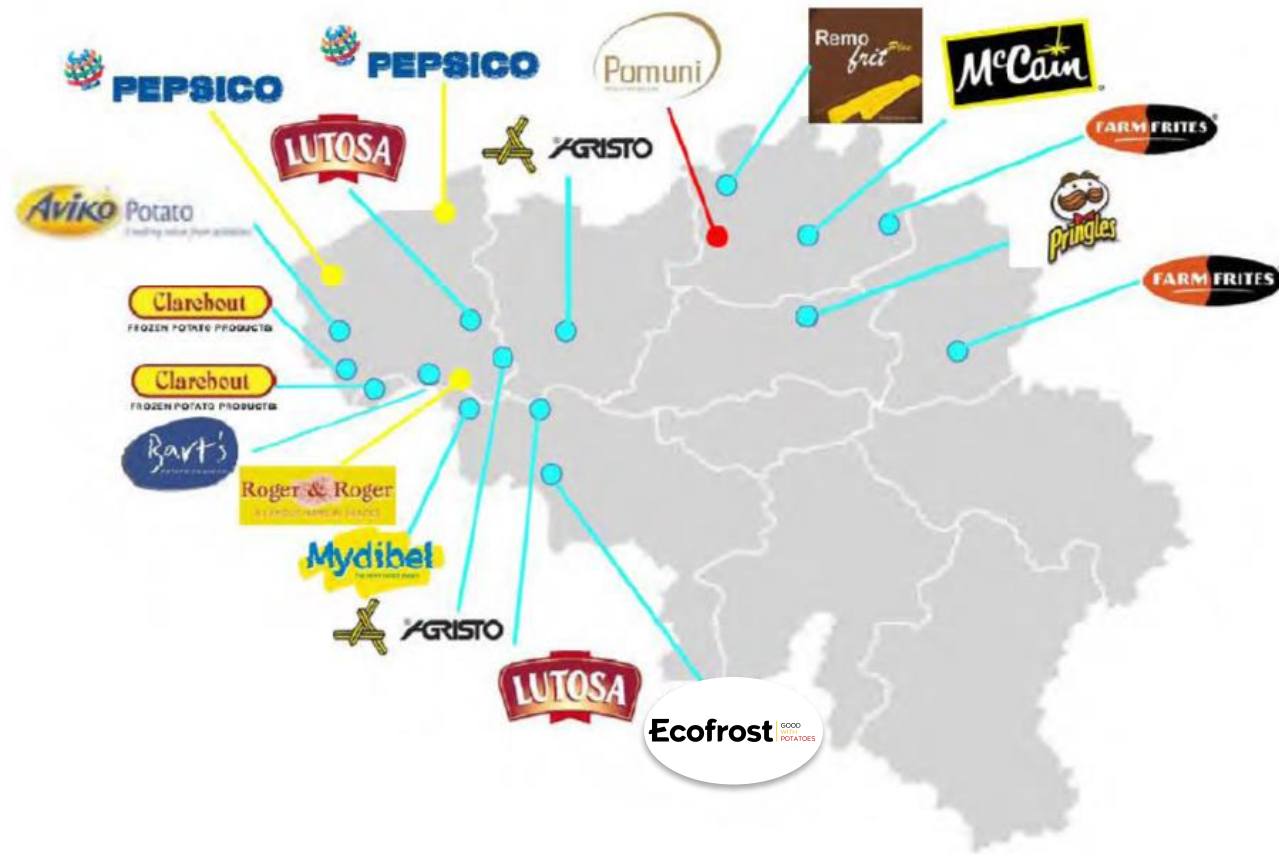 PEPSICO
PEPSICO
Pomuni
Remo
frit Plus
McCain
FARM FRITES
LUTOSA
AGRISTO
Pringles
AVIKO Potato
FARM FRITES
Clarebout
FROZEN POTATO PRODUCTS
Clarebout
FROZEN POTATO PRODUCTS
Bart's
Roger & Roger
Mydibel
AGRISTO
LUTOSA
Ecofrost
GOOD
WITH
POTATOES